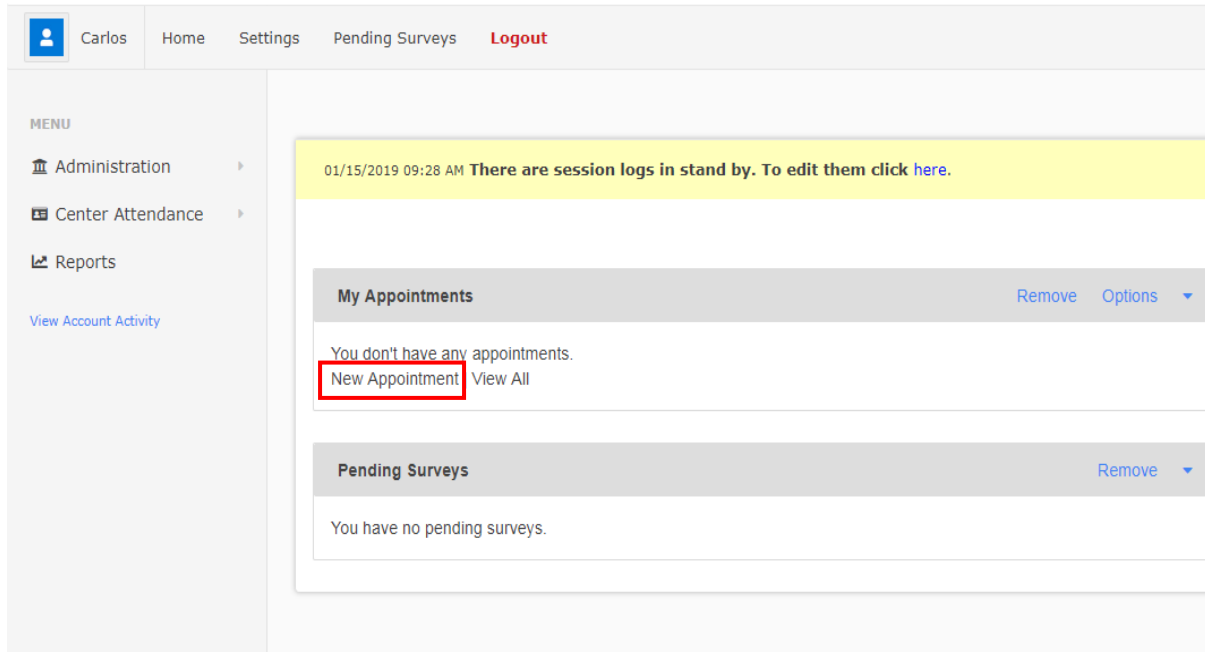 Carlos Home Settings Pending Surveys Logout
MENU
Administration
Center Attendance
Reports
View Account Activity
01/15/2019 09:28 AM There are session logs in stand by. To edit them click here.
My Appointments Remove Options
You don't have any appointments.
New Appointment View All
Pending Surveys Remove
You have no pending surveys.